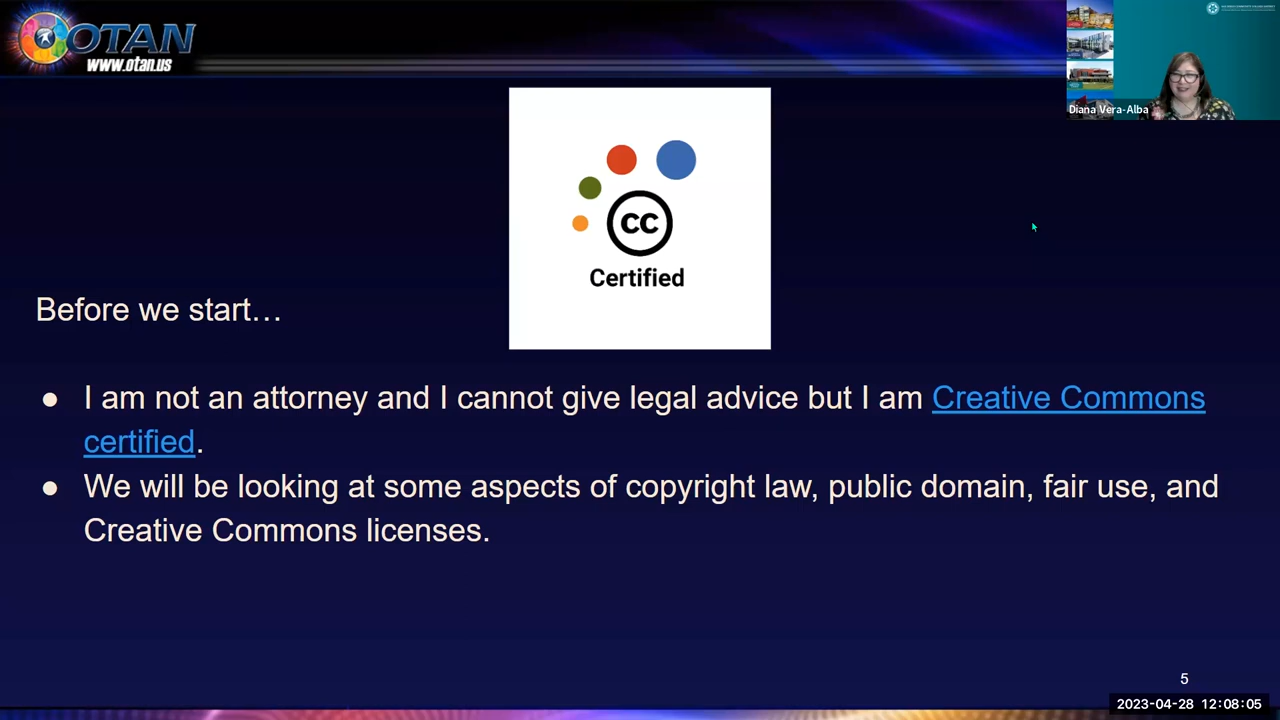 OTAN
www.otan.us
Diana Vera-Alba
cc
Certified
Before we start…
● I am not an attorney and I cannot give legal advice but I am Creative Commons
certified.
● We will be looking at some aspects of copyright law, public domain, fair use, and
Creative Commons licenses.
5
2023-04-28 12:08:05